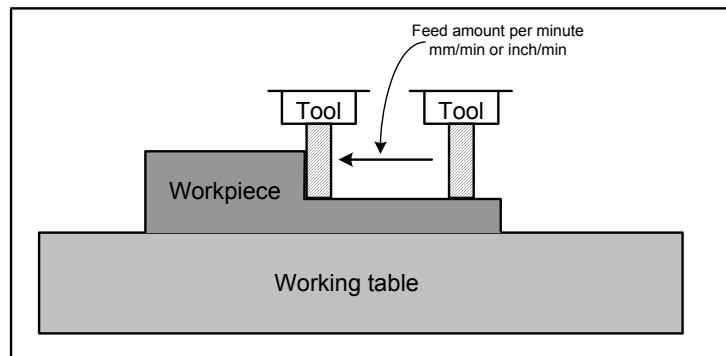 Feed amount per minute
mm/min or inch/min
Tool
Tool
Workpiece
Working table